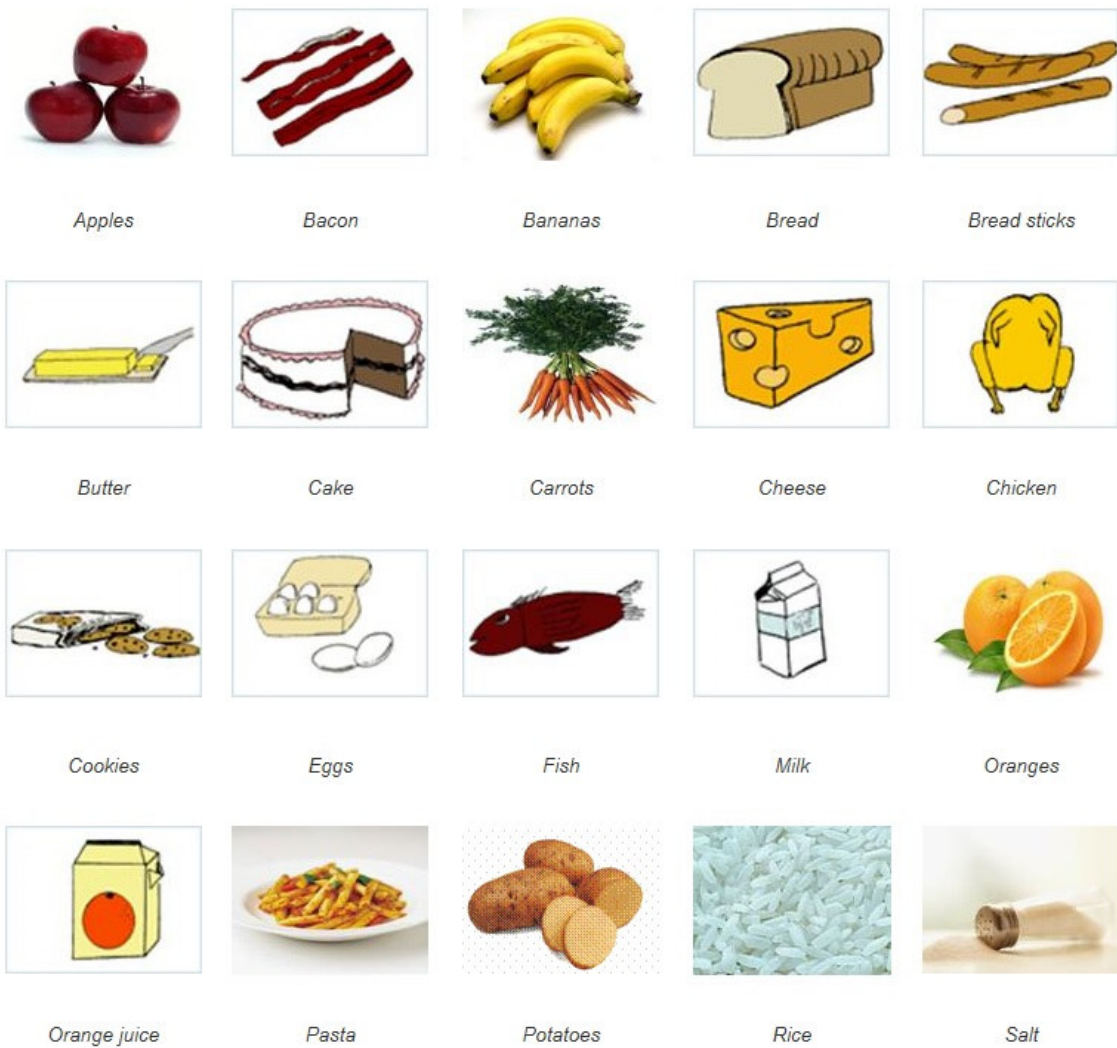 Apples
Bacon
Bananas
Bread
Bread sticks
Butter
Cake
Carrots
Cheese
Chicken
Cookies
Eggs
Fish
Milk
Oranges
Orange juice
Pasta
Potatoes
Rice
Salt